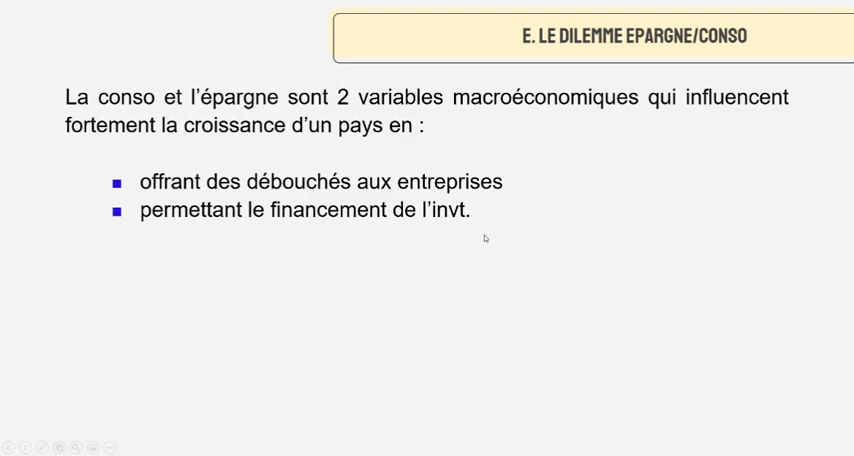 E. LE DILEMME EPARGNE/CONSO
La conso et l’épargne sont 2 variables macroéconomiques qui influencent
fortement la croissance d’un pays en :
offrant des débouchés aux entreprises
permettant le financement de l’invt.